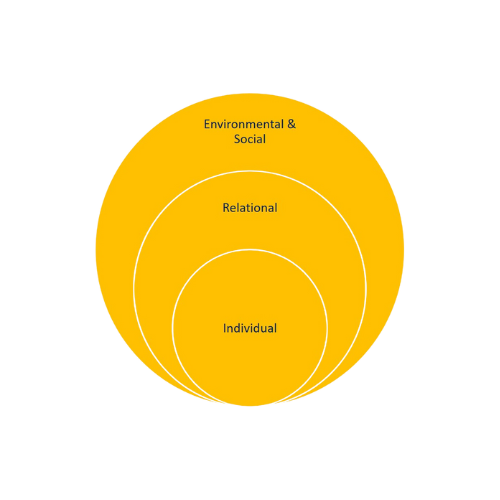 Environmental &
Social
Relational
Individual